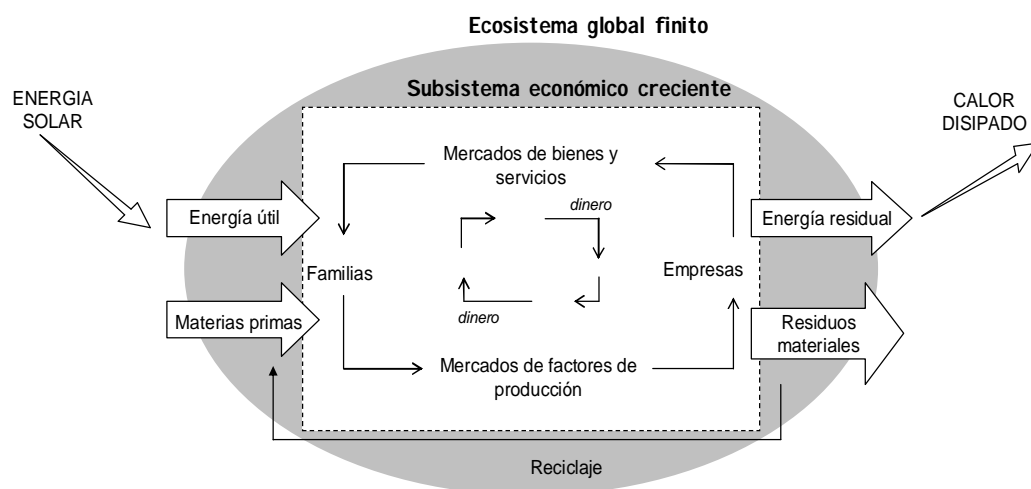 Ecosistema global finito
Subsistema económico creciente
ENERGIA
SOLAR
CALOR
DISIPADO
Mercados de bienes y
servicios
dinero
Energía útil
Energía residual
Familias
Empresas
Materias primas
dinero
Residuos
materiales
Mercados de factores de
producción
Reciclaje